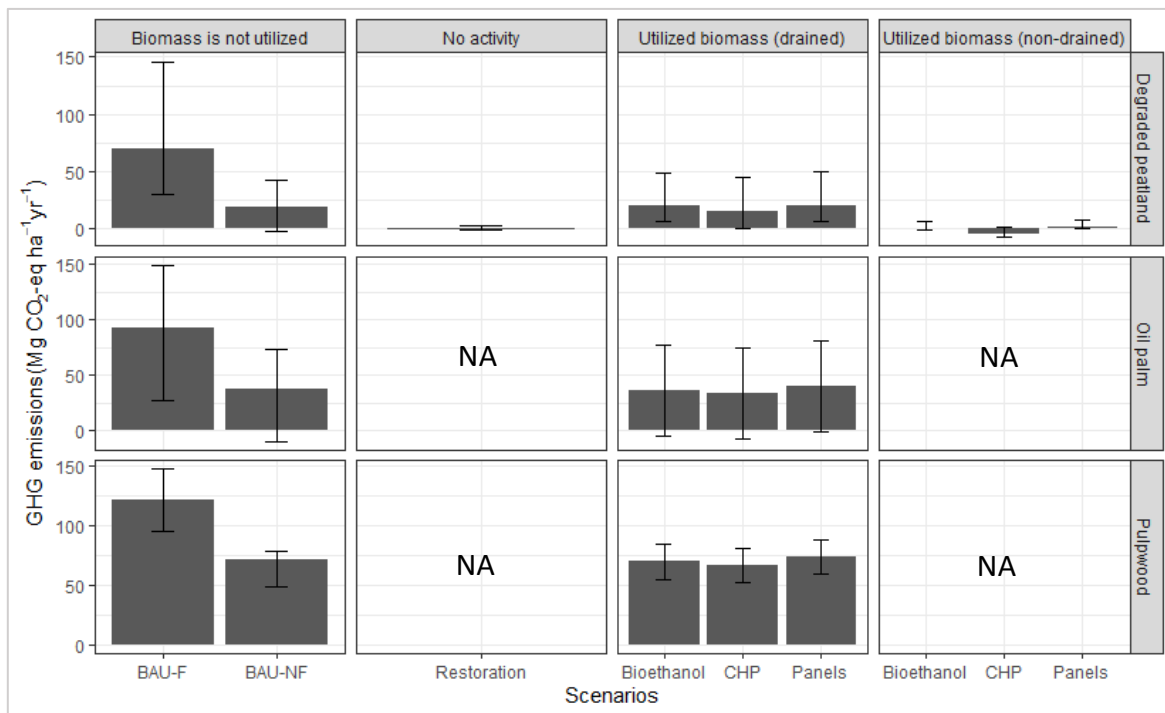 Biomass is not utilized
No activity
Utilized biomass (drained)
Utilized biomass (non-drained)
GHG emissions(Mg CO₂-eq ha⁻¹yr⁻¹)
150
100
50
0
Degraded peatland
150
100
50
0
NA
NA
Oil palm
150
100
50
0
NA
NA
Pulpwood
BAU-F
BAU-NF
Restoration
Bioethanol
CHP
Panels
Bioethanol
CHP
Panels
Scenarios